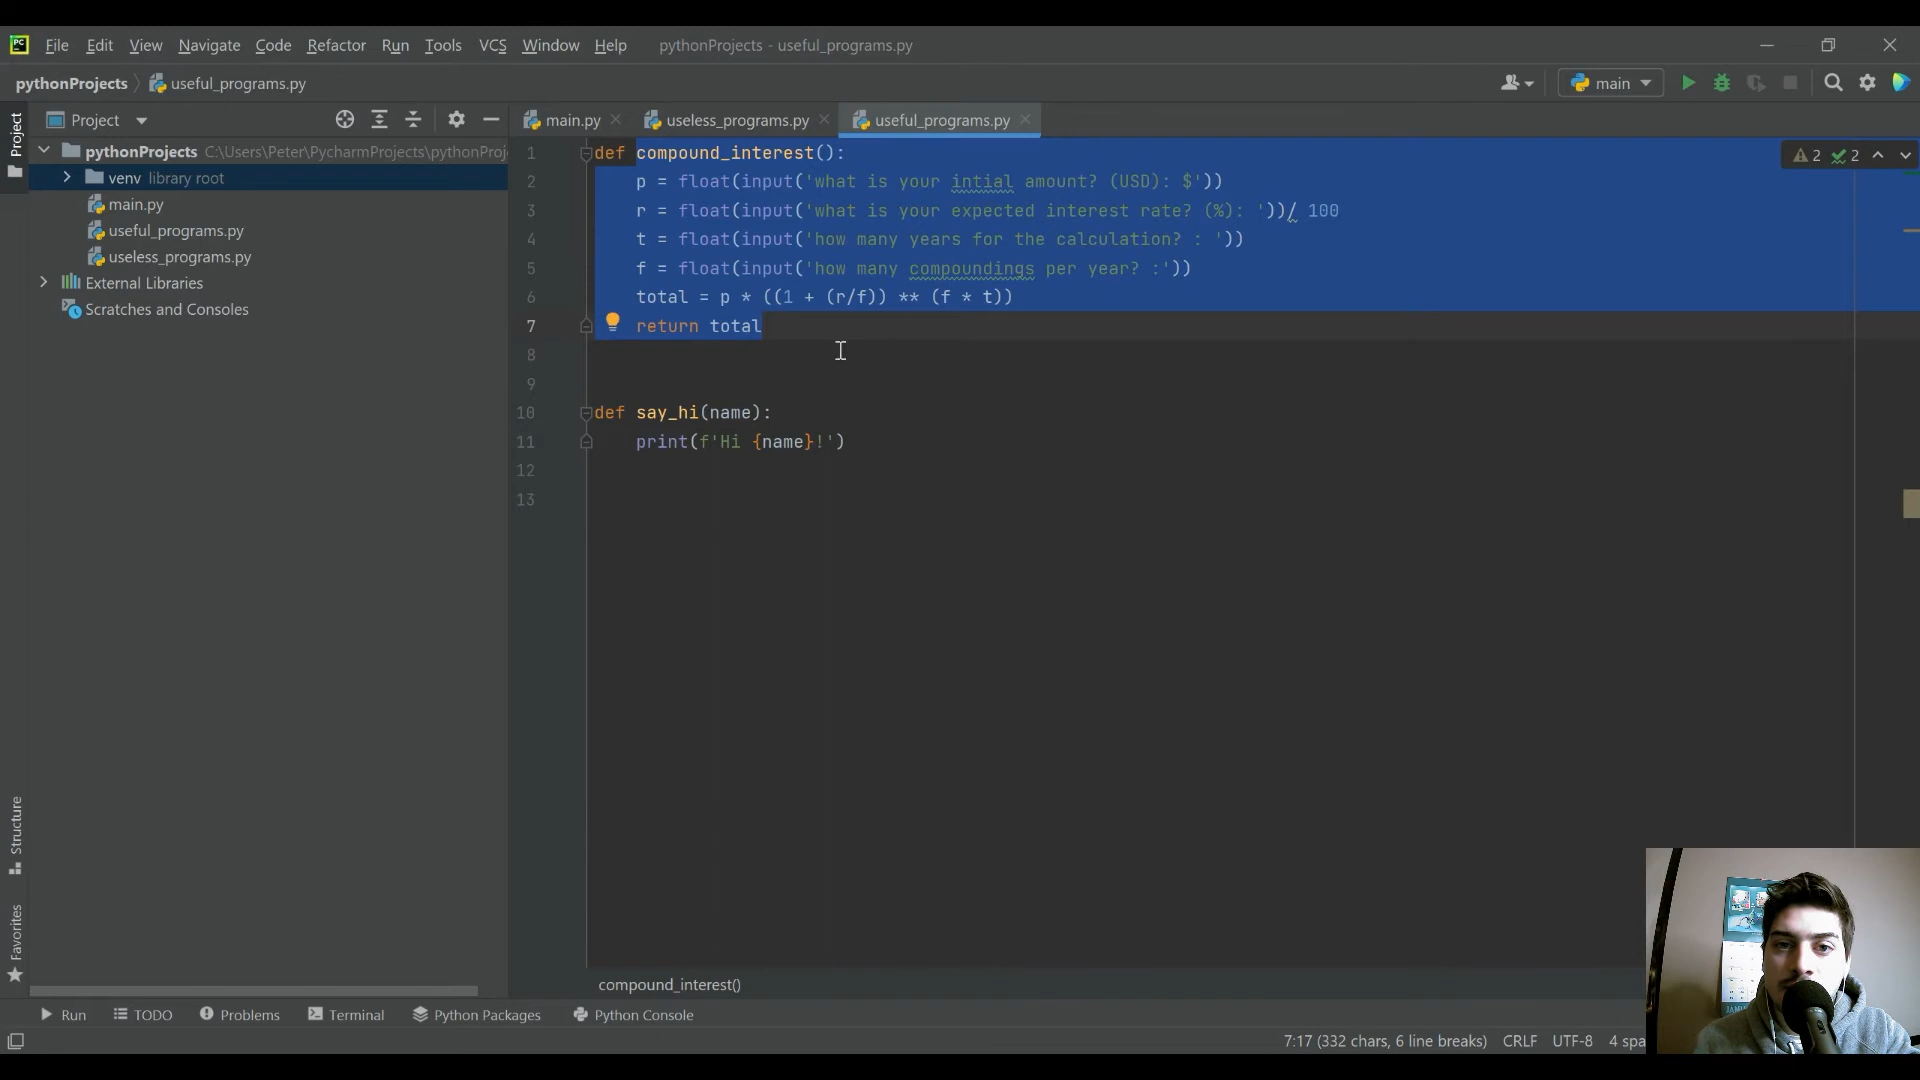 PC File Edit View Navigate Code Refactor Run Tools VCS Window Help pythonProjects - useful_programs.py
pythonProjects useful_programs.py main
Project
Project
main.py useless_programs.py useful_programs.py
pythonProjects C:\Users\Peter\PycharmProjects\pythonProj
venv library root
main.py
useful_programs.py
useless_programs.py
External Libraries
Scratches and Consoles
2 2
1 def compound_interest():
2 p = float(input('what is your intial amount? (USD): $'))
3 r = float(input('what is your expected interest rate? (%): '))/ 100
4 t = float(input('how many years for the calculation? : '))
5 f = float(input('how many compoundings per year? :'))
6 total = p * ((1 + (r/f)) ** (f * t))
7 return total
8
9
10 def say_hi(name):
11 print(f'Hi {name}!')
12
13
Structure
Favorites
compound_interest()
Run TODO Problems Terminal Python Packages Python Console
7:17 (332 chars, 6 line breaks) CRLF UTF-8 4 spa